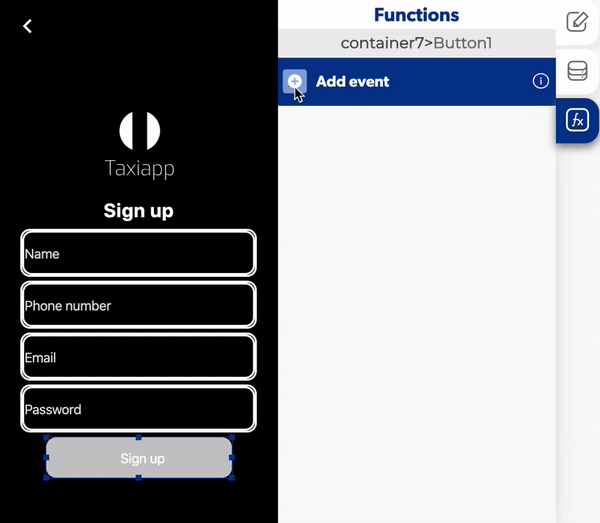 Taxiapp
Sign up
Name
Phone number
Email
Password
Sign up
Functions
container7>Button1
Add event
fx